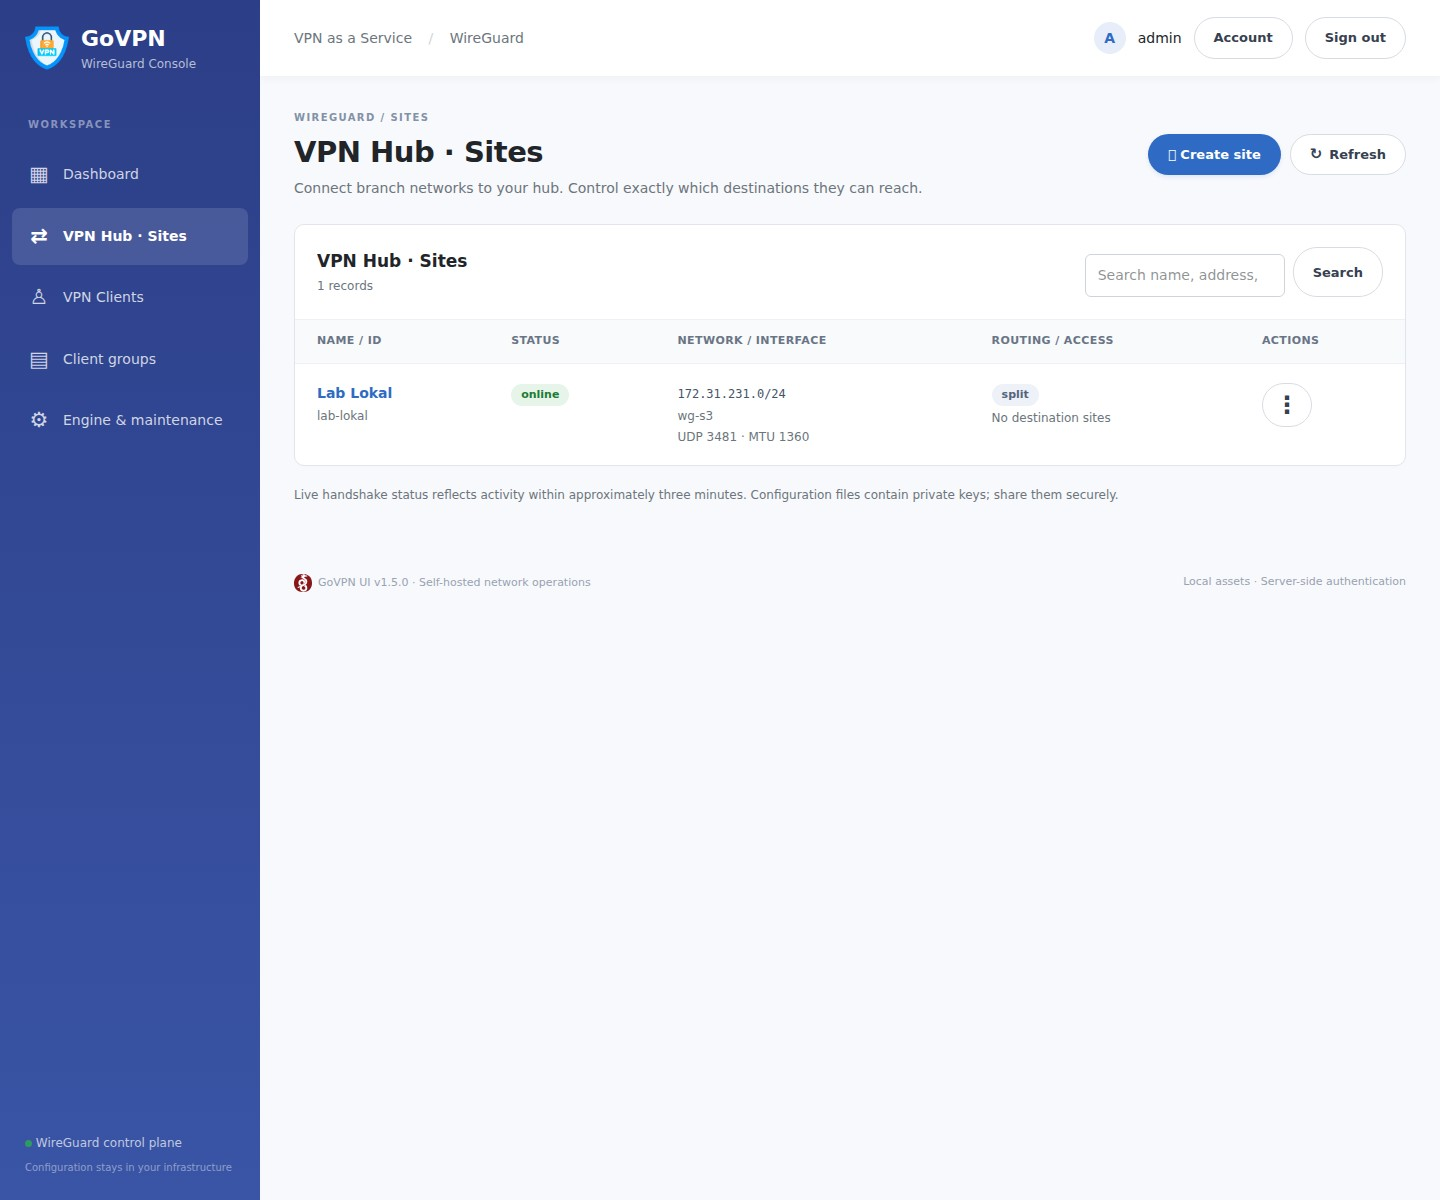 GoVPN
WireGuard Console
WORKSPACE
Dashboard
VPN Hub · Sites
VPN Clients
Client groups
Engine & maintenance
WireGuard control plane
Configuration stays in your infrastructure
VPN as a Service / WireGuard
A admin Account Sign out
WIREGUARD / SITES
VPN Hub · Sites
Connect branch networks to your hub. Control exactly which destinations they can reach.
Create site
↻ Refresh
VPN Hub · Sites
1 records
Search name, address,
Search
NAME / ID STATUS NETWORK / INTERFACE ROUTING / ACCESS ACTIONS
Lab Lokal online 172.31.231.0/24 split
lab-lokal wg-s3 No destination sites
UDP 3481 · MTU 1360
Live handshake status reflects activity within approximately three minutes. Configuration files contain private keys; share them securely.
GoVPN UI v1.5.0 · Self-hosted network operations
Local assets · Server-side authentication